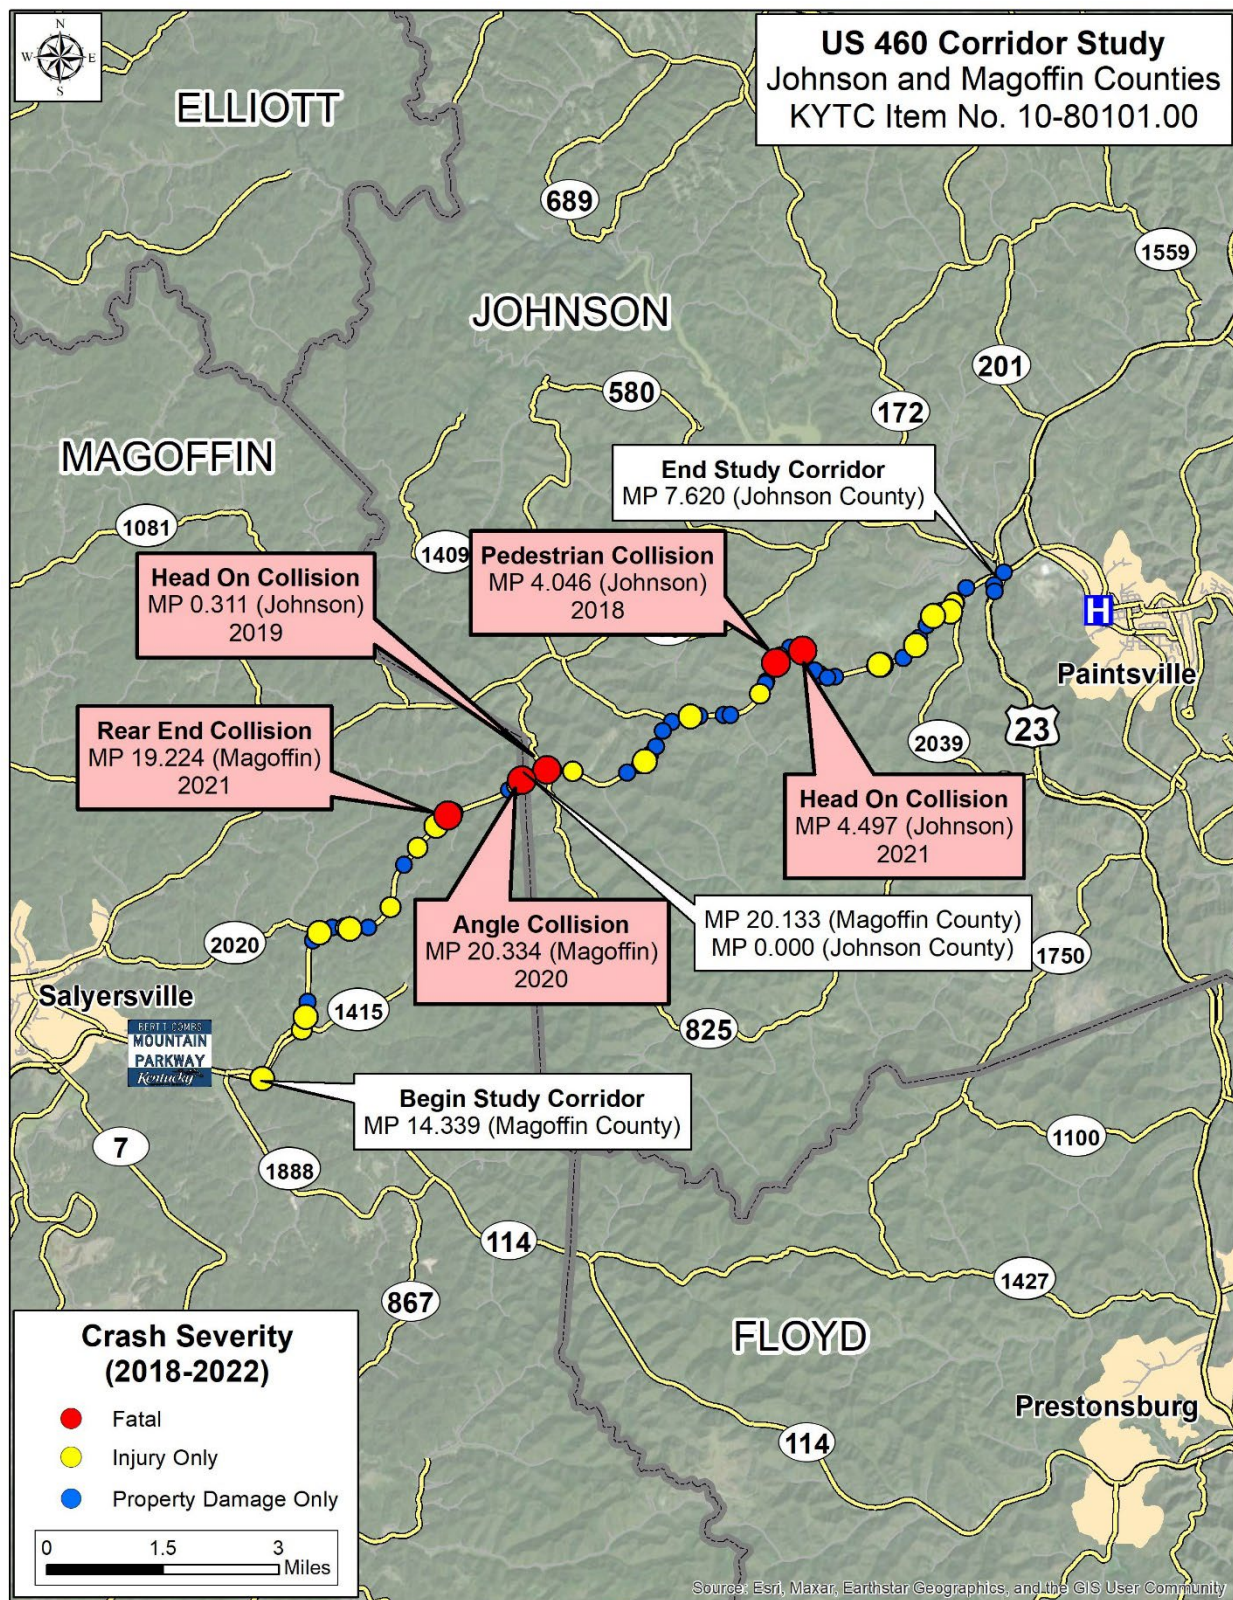 N
W
E
S
US 460 Corridor Study
Johnson and Magoffin Counties
KYTC Item No. 10-80101.00
ELLIOTT
689
1559
JOHNSON
201
580
172
MAGOFFIN
End Study Corridor
MP 7.620 (Johnson County)
1081
1409
Pedestrian Collision
MP 4.046 (Johnson)
2018
Head On Collision
MP 0.311 (Johnson)
2019
H
Paintsville
Rear End Collision
MP 19.224 (Magoffin)
2021
23
2039
Head On Collision
MP 4.497 (Johnson)
2021
Angle Collision
MP 20.334 (Magoffin)
2020
MP 20.133 (Magoffin County)
MP 0.000 (Johnson County)
2020
1750
Salyersville
1415
825
BERT T COMBS
MOUNTAIN
PARKWAY
Kentucky
Begin Study Corridor
MP 14.339 (Magoffin County)
7
1888
1100
114
1427
867
FLOYD
Crash Severity
(2018-2022)
Fatal
Injury Only
Property Damage Only
0 1.5 3
Miles
Prestonsburg
114
Source: Esri, Maxar, Earthstar Geographics, and the GIS User Community